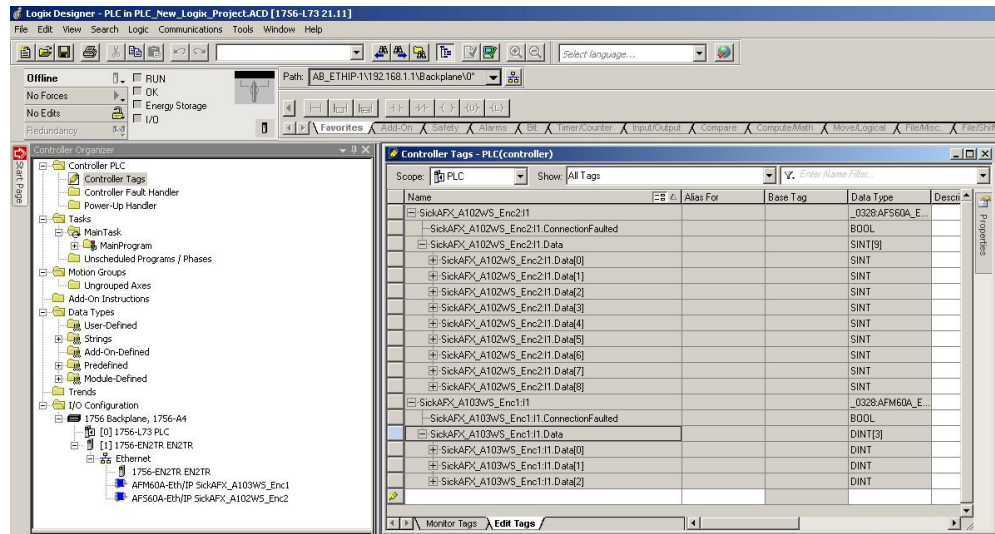 Logix Designer - PLC in PLC_New_Logix_Project.ACD [1756-L73 21.11]
File Edit View Search Logic Communications Tools Window Help
Select language...
Offline
RUN
No Forces
OK
No Edits
Energy Storage
Redundancy
I/O
Path: AB_ETHIP-1\192.168.1.1\Backplane\0*
Favorites Add-On Safety Alarms Bit Timer/Counter Input/Output Compare Compute/Math Move/Logical File/Misc. File/Shift
Start Page
Controller Organizer
Controller PLC
Controller Tags
Controller Fault Handler
Power-Up Handler
Tasks
MainTask
MainProgram
Unscheduled Programs / Phases
Motion Groups
Ungrouped Axes
Add-On Instructions
Data Types
User-Defined
Strings
Add-On-Defined
Predefined
Module-Defined
Trends
I/O Configuration
1756 Backplane, 1756-A4
[0] 1756-L73 PLC
[1] 1756-EN2TR EN2TR
Ethernet
1756-EN2TR EN2TR
AFM60A-Eth/IP SickAFX_A103WS_Enc1
AFS60A-Eth/IP SickAFX_A102WS_Enc2
Controller Tags - PLC(controller)
Scope: PLC Show: All Tags Enter Name Filter...
Name Alias For Base Tag Data Type Descri
SickAFX_A102WS_Enc2:I1 _0328:AFS60A_E...
SickAFX_A102WS_Enc2:I1.ConnectionFaulted BOOL
SickAFX_A102WS_Enc2:I1.Data SINT[9]
SickAFX_A102WS_Enc2:I1.Data[0] SINT
SickAFX_A102WS_Enc2:I1.Data[1] SINT
SickAFX_A102WS_Enc2:I1.Data[2] SINT
SickAFX_A102WS_Enc2:I1.Data[3] SINT
SickAFX_A102WS_Enc2:I1.Data[4] SINT
SickAFX_A102WS_Enc2:I1.Data[5] SINT
SickAFX_A102WS_Enc2:I1.Data[6] SINT
SickAFX_A102WS_Enc2:I1.Data[7] SINT
SickAFX_A102WS_Enc2:I1.Data[8] SINT
SickAFX_A103WS_Enc1:I1 _0328:AFM60A_E...
SickAFX_A103WS_Enc1:I1.ConnectionFaulted BOOL
SickAFX_A103WS_Enc1:I1.Data DINT[3]
SickAFX_A103WS_Enc1:I1.Data[0] DINT
SickAFX_A103WS_Enc1:I1.Data[1] DINT
SickAFX_A103WS_Enc1:I1.Data[2] DINT
Monitor Tags Edit Tags
Properties